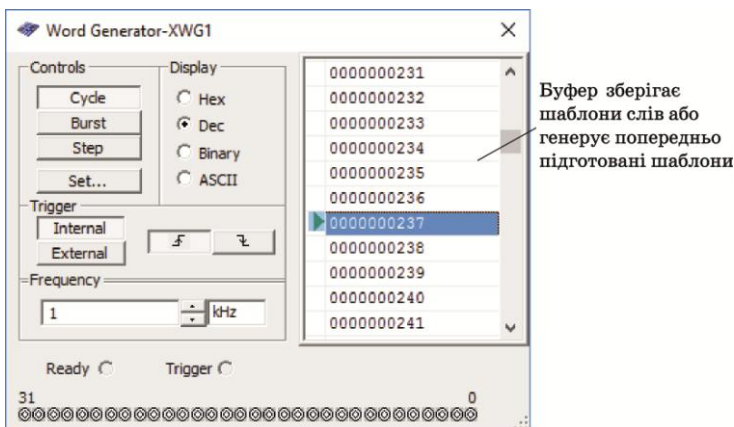 Word Generator-XWG1
Controls
Cycle
Burst
Step
Set...
Display
Hex
Dec
Binary
ASCII
Trigger
Internal
External
Frequency
1
kHz
Ready
Trigger
31
0
0000000231
0000000232
0000000233
0000000234
0000000235
0000000236
0000000237
0000000238
0000000239
0000000240
0000000241
Буфер зберігає
шаблони слів або
генерує попередньо
підготовані шаблони